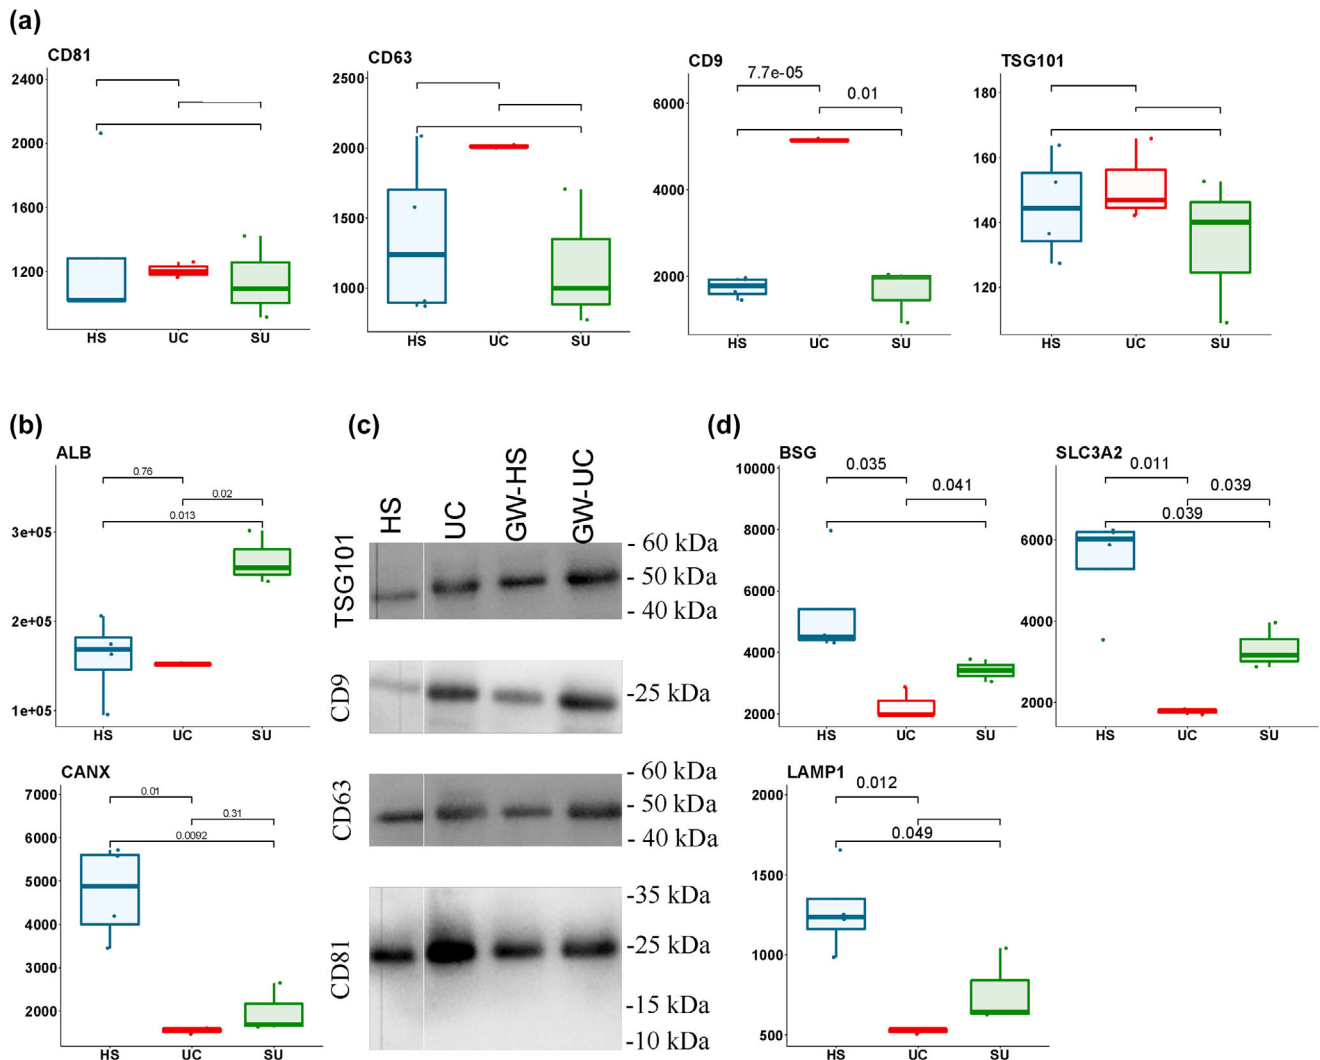 (a)
CD81
2400
2000
1600
1200
HS UC SU
CD63
2500
2000
1500
1000
HS UC SU
CD9
7.7e-05
0.01
6000
4000
2000
0
HS UC SU
TSG101
180
160
140
120
HS UC SU
(b)
ALB
0.76
0.02
0.013
3e+05
2e+05
1e+05
HS UC SU
CANX
0.01
0.31
0.0092
7000
6000
5000
4000
3000
2000
HS UC SU
(c)
HS UC GW-HS GW-UC
TSG101
- 60 kDa
- 50 kDa
- 40 kDa
CD9
-25 kDa
CD63
- 60 kDa
- 50 kDa
- 40 kDa
CD81
-35 kDa
-25 kDa
-15 kDa
-10 kDa
(d)
BSG
10000
8000
6000
4000
2000
0.035
0.041
HS UC SU
SLC3A2
0.011
0.039
0.039
6000
4000
2000
HS UC SU
LAMP1
0.012
0.049
2000
1500
1000
500
HS UC SU